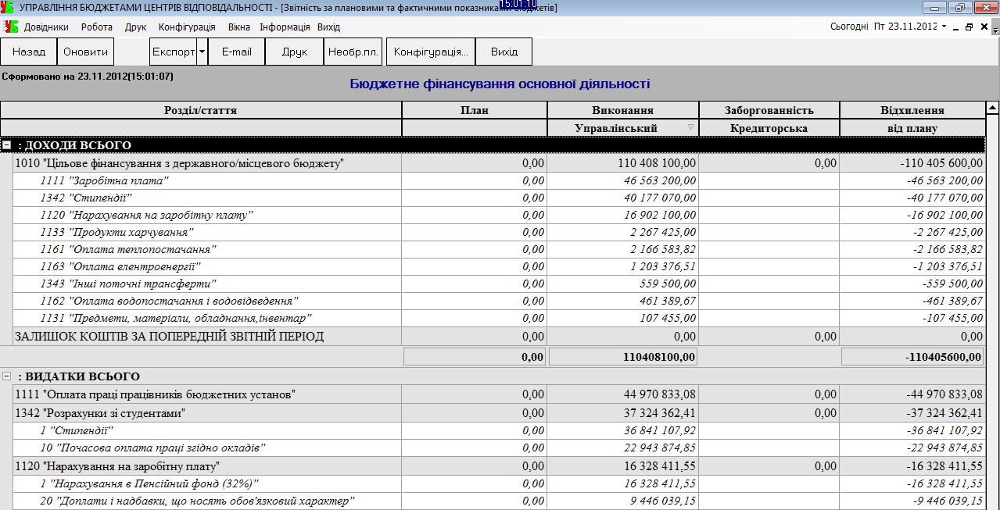 15:01:10
УПРАВЛІННЯ БЮДЖЕТАМИ ЦЕНТРІВ ВІДПОВІДАЛЬНОСТІ - [Звітність за плановими та фактичними показниками бюджетів]
Довідники Робота Друк Конфігурація Вікна Інформація Вихід Сьогодні Пт 23.11.2012
Назад Оновити Експорт E-mail Друк Необр.пл. Конфігурація... Вихід
Сформовано на 23.11.2012(15:01:07)
Бюджетне фінансування основної діяльності
Розділ/стаття План Виконання Заборгованність Відхилення
Управлінський Кредиторська від плану
: ДОХОДИ ВСЬОГО
1010 "Цільове фінансування з державного/місцевого бюджету" 0,00 110 408 100,00 0,00 -110 405 600,00
1111 "Заробітна плата" 0,00 46 563 200,00 -46 563 200,00
1342 "Стипендії" 0,00 40 177 070,00 -40 177 070,00
1120 "Нарахування на заробітну плату" 0,00 16 902 100,00 -16 902 100,00
1133 "Продукти харчування" 0,00 2 267 425,00 -2 267 425,00
1161 "Оплата теплопостачання" 0,00 2 166 583,82 -2 166 583,82
1163 "Оплата електроенергії" 0,00 1 203 376,51 -1 203 376,51
1343 "Інші поточні трансферти" 0,00 559 500,00 -559 500,00
1162 "Оплата водопостачання і водовідведення" 0,00 461 389,67 -461 389,67
1131 "Предмети, матеріали, обладнання,інвентар" 0,00 107 455,00 -107 455,00
ЗАЛИШОК КОШТІВ ЗА ПОПЕРЕДНІЙ ЗВІТНІЙ ПЕРІОД 0,00 0,00 0,00 0,00
0,00 110408100,00 -110405600,00
: ВИДАТКИ ВСЬОГО
1111 "Оплата праці працівників бюджетних установ" 0,00 44 970 833,08 0,00 -44 970 833,08
1342 "Розрахунки зі студентами" 0,00 37 324 362,41 0,00 -37 324 362,41
1 "Стипендії" 0,00 36 841 107,92 -36 841 107,92
10 "Почасова оплата праці згідно окладів" 0,00 22 943 874,85 -22 943 874,85
1120 "Нарахування на заробітну плату" 0,00 16 328 411,55 0,00 -16 328 411,55
1 "Нарахування в Пенсійний фонд (32%)" 0,00 16 328 411,55 -16 328 411,55
20 "Доплати і надбавки, що носять обов'язковий характер" 0,00 9 446 039,15 -9 446 039,15